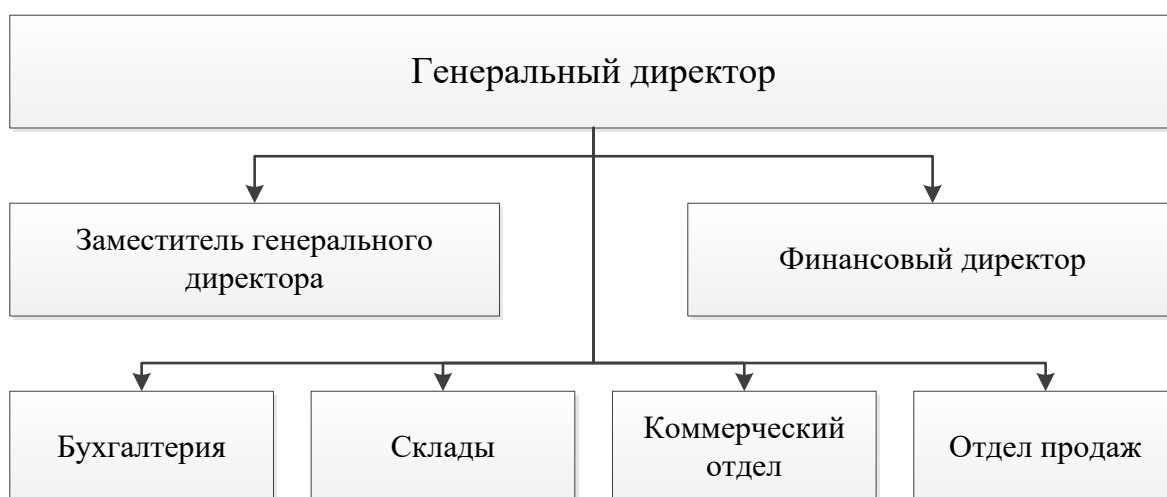 Генеральный директор
Заместитель генерального
директора
Финансовый директор
Бухгалтерия
Склады
Коммерческий
отдел
Отдел продаж